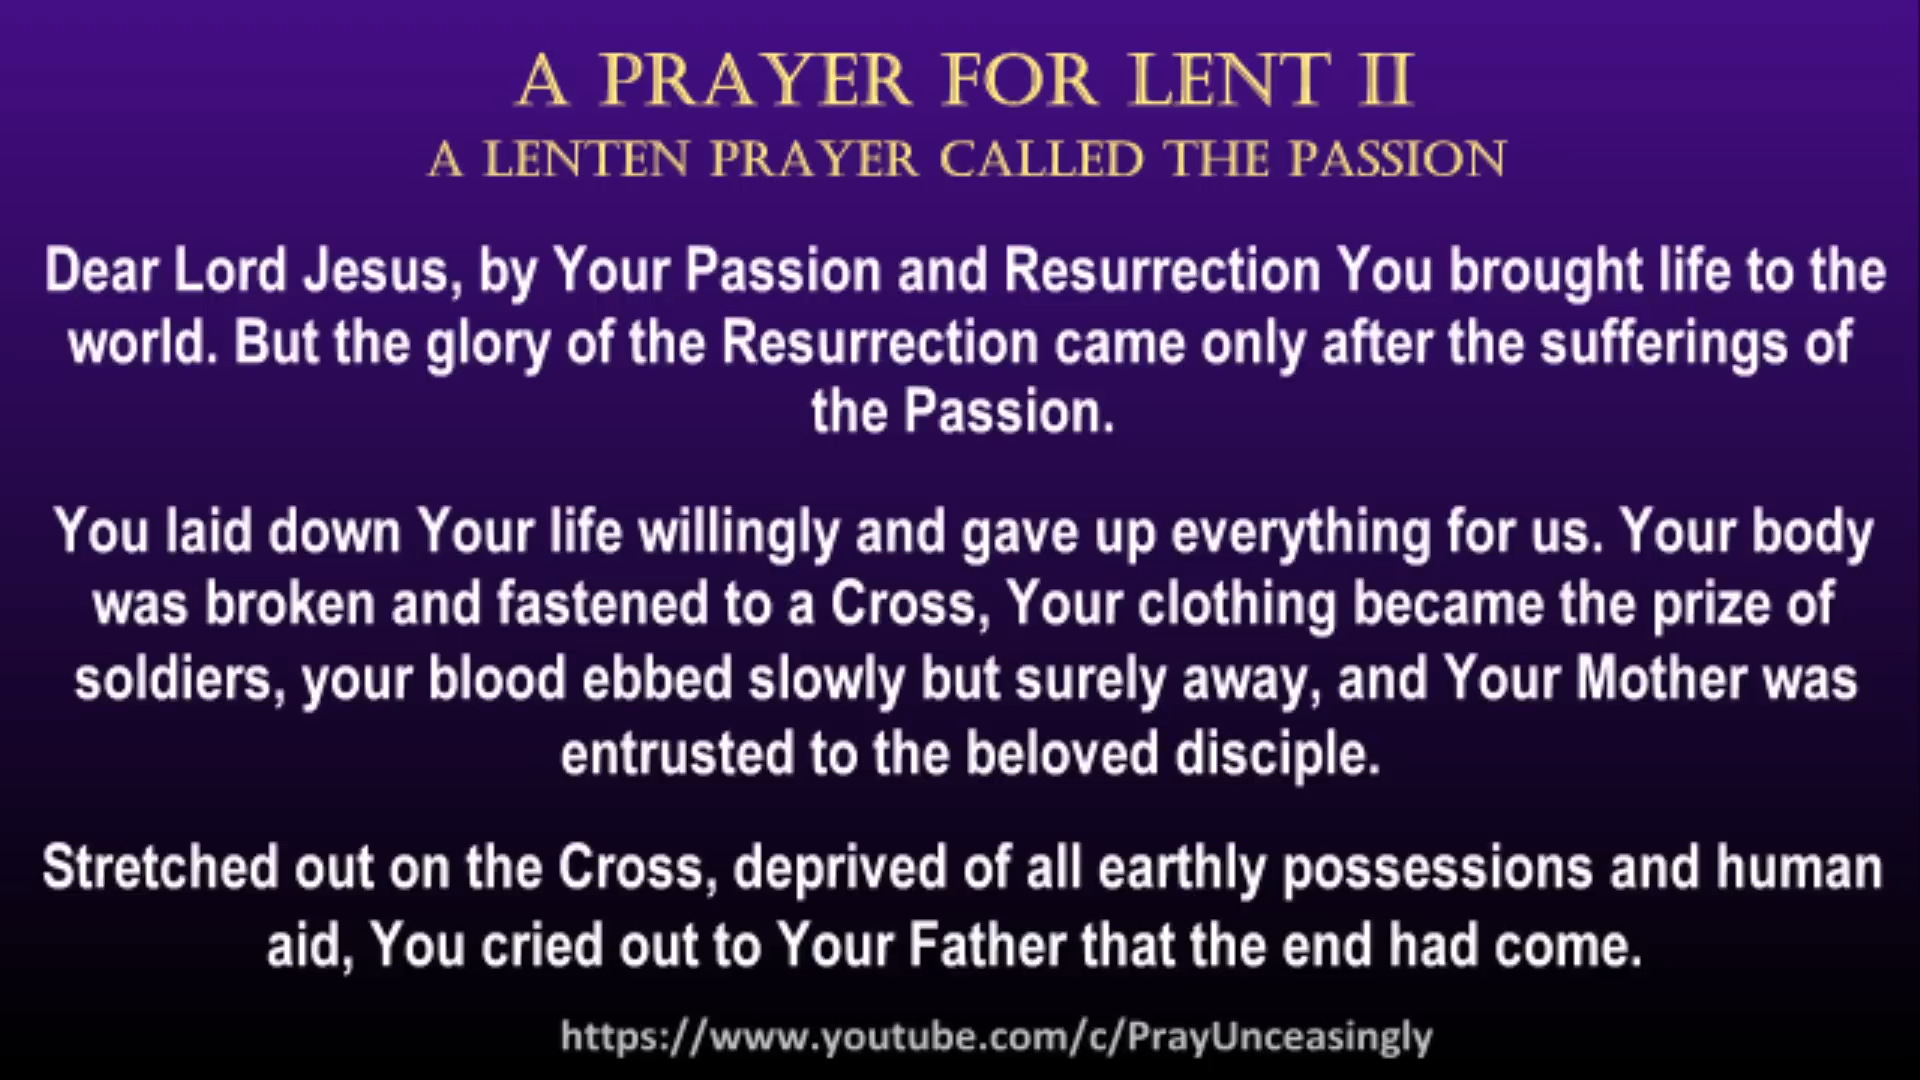 A PRAYER FOR LENT II
A LENTEN PRAYER CALLED THE PASSION
Dear Lord Jesus, by Your Passion and Resurrection You brought life to the
world. But the glory of the Resurrection came only after the sufferings of
the Passion.
You laid down Your life willingly and gave up everything for us. Your body
was broken and fastened to a Cross, Your clothing became the prize of
soldiers, your blood ebbed slowly but surely away, and Your Mother was
entrusted to the beloved disciple.
Stretched out on the Cross, deprived of all earthly possessions and human
aid, You cried out to Your Father that the end had come.
https://www.youtube.com/c/PrayUnceasingly